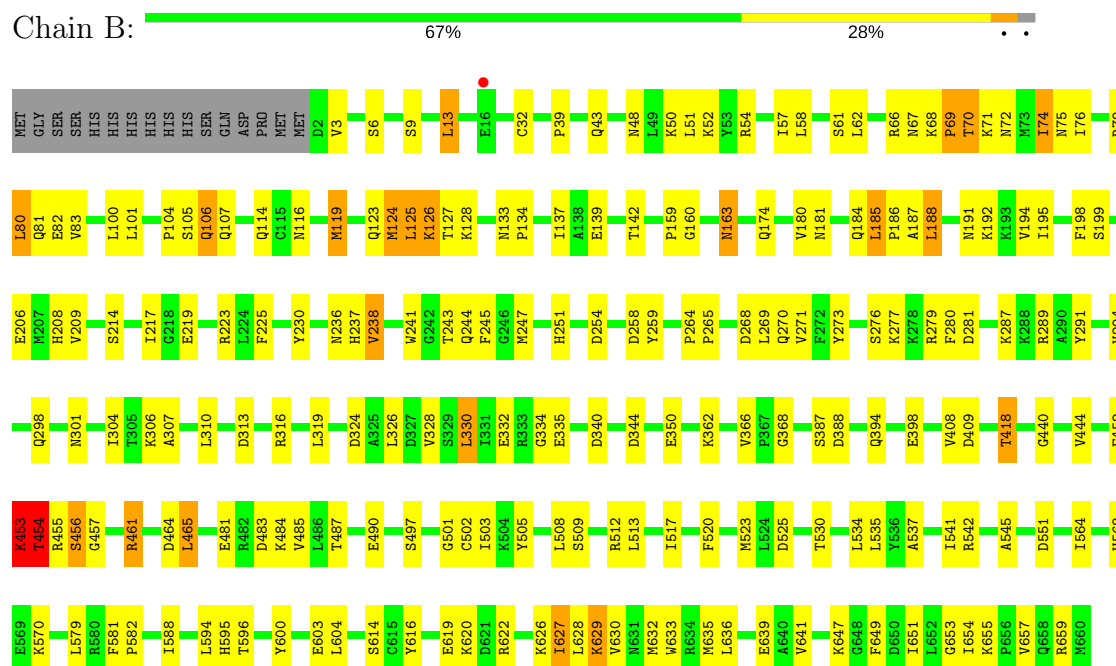 Chain B:
67% 28% • •
MET GLY SER SER HIS HIS HIS HIS HIS HIS SER GLN ASP PRO MET MET D2 V3 S6 S9 L13 E16 C32 P39 Q43 N48 L49 K50 L51 K52 Y53 R54 I57 L58 S61 L62 R66 N67 K68 P69 T70 K71 N72 M73 I74 N75 I76
L80 Q81 E82 V83 L100 L101 P104 S105 Q106 Q107 Q114 C115 N116 M119 Q123 M124 L125 K126 T127 K128 N133 P134 I137 A138 E139 T142 P159 G160 N163 Q174 V180 N181 Q184 L185 P186 A187 L188 N191 K192 K193 V194 I195 F198 S199
E206 M207 H208 V209 S214 I217 G218 E219 R223 L224 F225 Y230 N236 H237 V238 W241 G242 T243 Q244 F245 G246 M247 H251 D254 D258 Y259 P264 P265 D268 L269 Q270 V271 F272 Y273 S276 K277 K278 R279 F280 D281 K287 K288 R289 A290 Y291
Q298 N301 I304 T305 K306 A307 L310 D313 R316 L319 D324 A325 L326 D327 V328 S329 L330 I331 E332 R333 G334 E335 D340 D344 E350 K362 V366 P367 G368 S387 D388 Q394 E398 V408 D409 T418 G440 V444
K453 T454 R455 S456 G457 R461 D464 L465 E481 R482 D483 K484 V485 L486 T487 E490 S497 G501 C502 I503 K504 Y505 L508 S509 R512 L513 I517 F520 M523 L524 D525 T530 L534 L535 Y536 A537 I541 R542 A545 D551 I564
E569 K570 L579 R580 F581 P582 I588 L594 H595 T596 Y600 E603 L604 S614 C615 Y616 E619 K620 D621 R622 K626 I627 L628 K629 V630 N631 M632 W633 R634 M635 L636 E639 A640 V641 K647 G648 F649 D650 I651 L652 G653 I654 K655 P656 V657 Q658 R659 M660